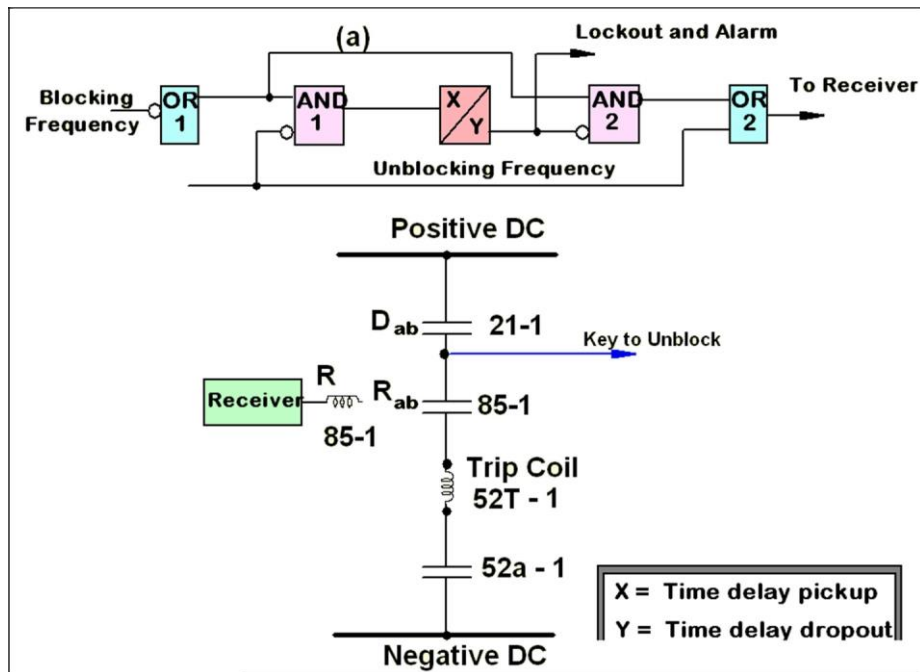 (a)
Lockout and Alarm
To Receiver
Blocking
Frequency
OR
1
AND
1
X
Y
AND
2
OR
2
Unblocking Frequency
Positive DC
Dab
21-1
Key to Unblock
Receiver
R
85-1
Rab
85-1
Trip Coil
52T - 1
52a - 1
X = Time delay pickup
Y = Time delay dropout
Negative DC